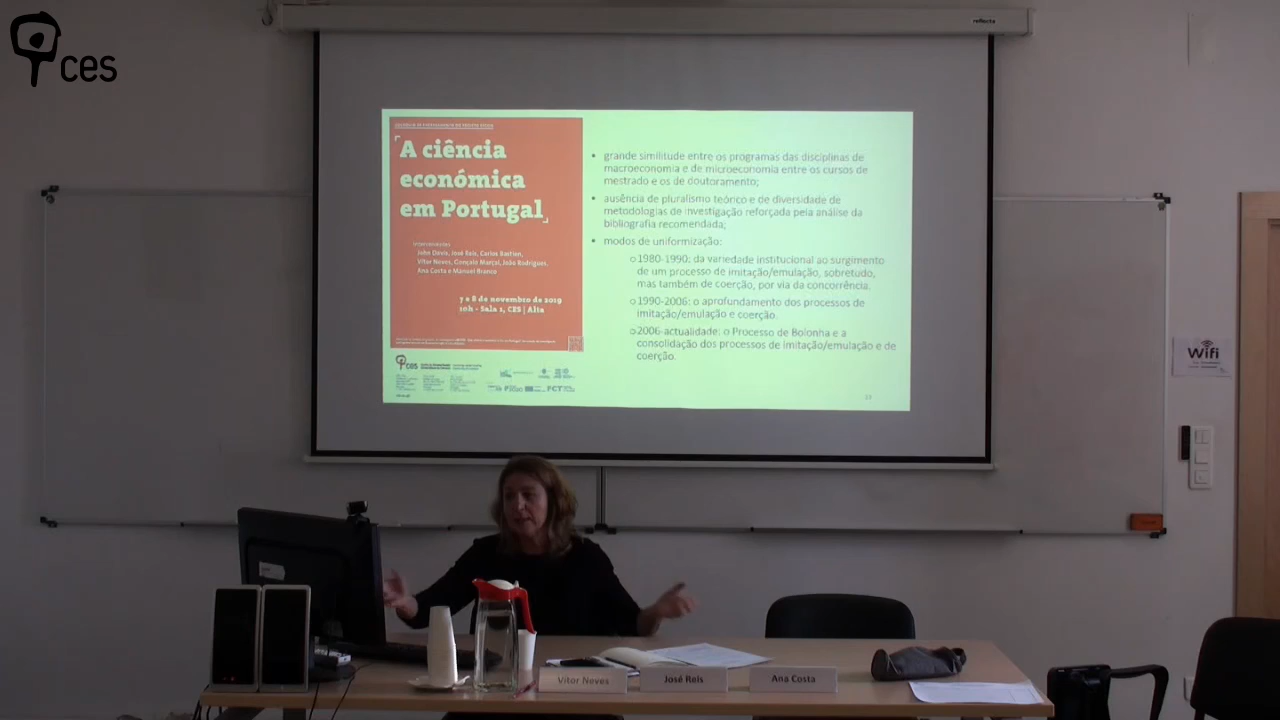 ces
reflecta
A ciência
económica
em Portugal
John Davis, José Reis, Carlos Bastien,
Vítor Neves, Gonçalo Marçal, João Rodrigues,
Ana Costa e Manuel Branco
7 e 8 de novembro de 2019
10h - Sala 1, CES | Alta
ces
FCT
• grande similitude entre os programas das disciplinas de
macroeconomia e de microeconomia entre os cursos de
mestrado e os de doutoramento;
• ausência de pluralismo teórico e de diversidade de
metodologias de investigação reforçada pela análise da
bibliografia recomendada;
• modos de uniformização:
o 1980-1990: da variedade institucional ao surgimento
de um processo de imitação/emulação, sobretudo,
mas também de coerção, por via da concorrência.
o 1990-2006: o aprofundamento dos processos de
imitação/emulação e coerção.
o 2006-actualidade: o Processo de Bolonha e a
consolidação dos processos de imitação/emulação e de
coerção.
Wifi
Vítor Neves
José Reis
Ana Costa